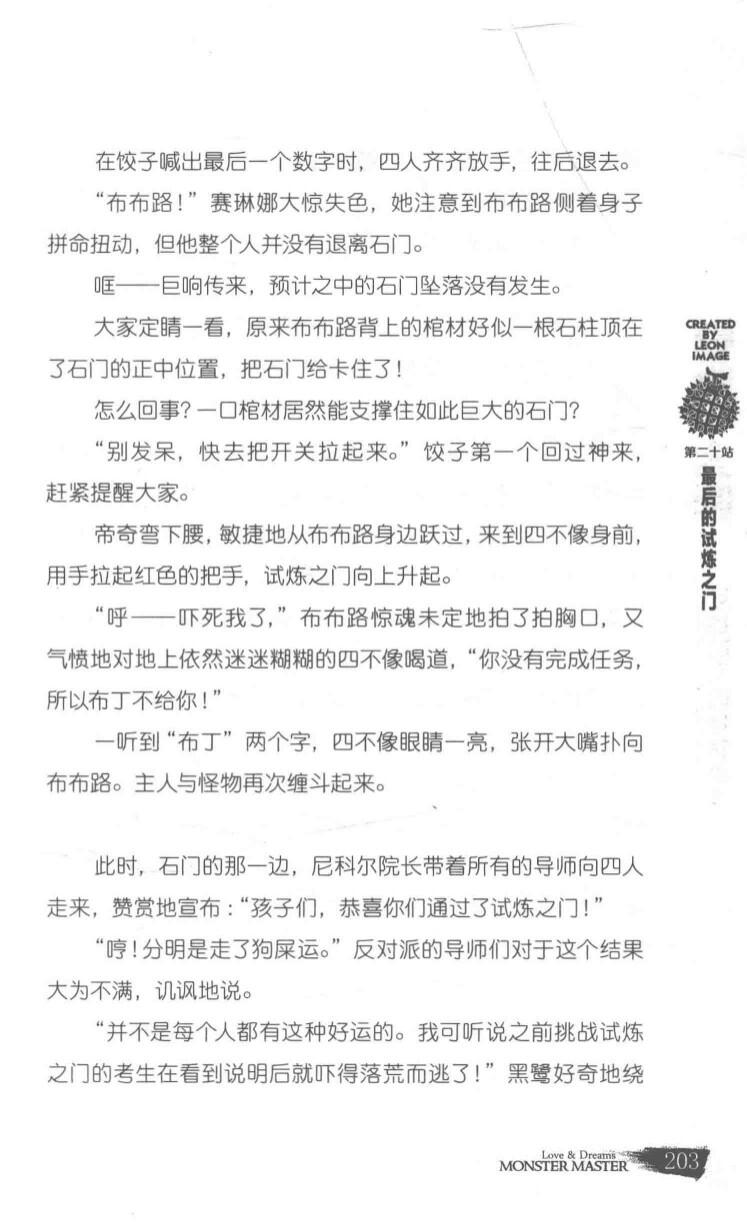 在饺子喊出最后一个数字时，四人齐齐放手，往后退去。
“布布路！”赛琳娜大惊失色，她注意到布布路侧着身子
拼命扭动，但他整个人并没有退离石门。
哐——巨响传来，预计之中的石门坠落没有发生。
大家定睛一看，原来布布路背上的棺材好似一根石柱顶在
了石门的正中位置，把石门给卡住了！
怎么回事？一口棺材居然能支撑住如此巨大的石门？
“别发呆，快去把开关拉起来。”饺子第一个回过神来，
赶紧提醒大家。
帝奇弯下腰，敏捷地从布布路身边跃过，来到四不像身前，
用手拉起红色的把手，试炼之门向上升起。
“呼——吓死我了，”布布路惊魂未定地拍了拍胸口，又
气愤地对地上依然迷迷糊糊的四不像喝道，“你没有完成任务，
所以布丁不给你！”
一听到“布丁”两个字，四不像眼睛一亮，张开大嘴扑向
布布路。主人与怪物再次缠斗起来。
此时，石门的那一边，尼科尔院长带着所有的导师向四人
走来，赞赏地宣布：“孩子们，恭喜你们通过了试炼之门！”
“哼！分明是走了狗屎运。”反对派的导师们对于这个结果
大为不满，讥讽地说。
“并不是每个人都有这种好运的。我可听说之前挑战试炼
之门的考生在看到说明后就吓得落荒而逃了！”黑鹭好奇地绕
CREATED
BY
LEON
IMAGE
第二十站
最后的试炼之门
Love & Dreams
MONSTER MASTER
203